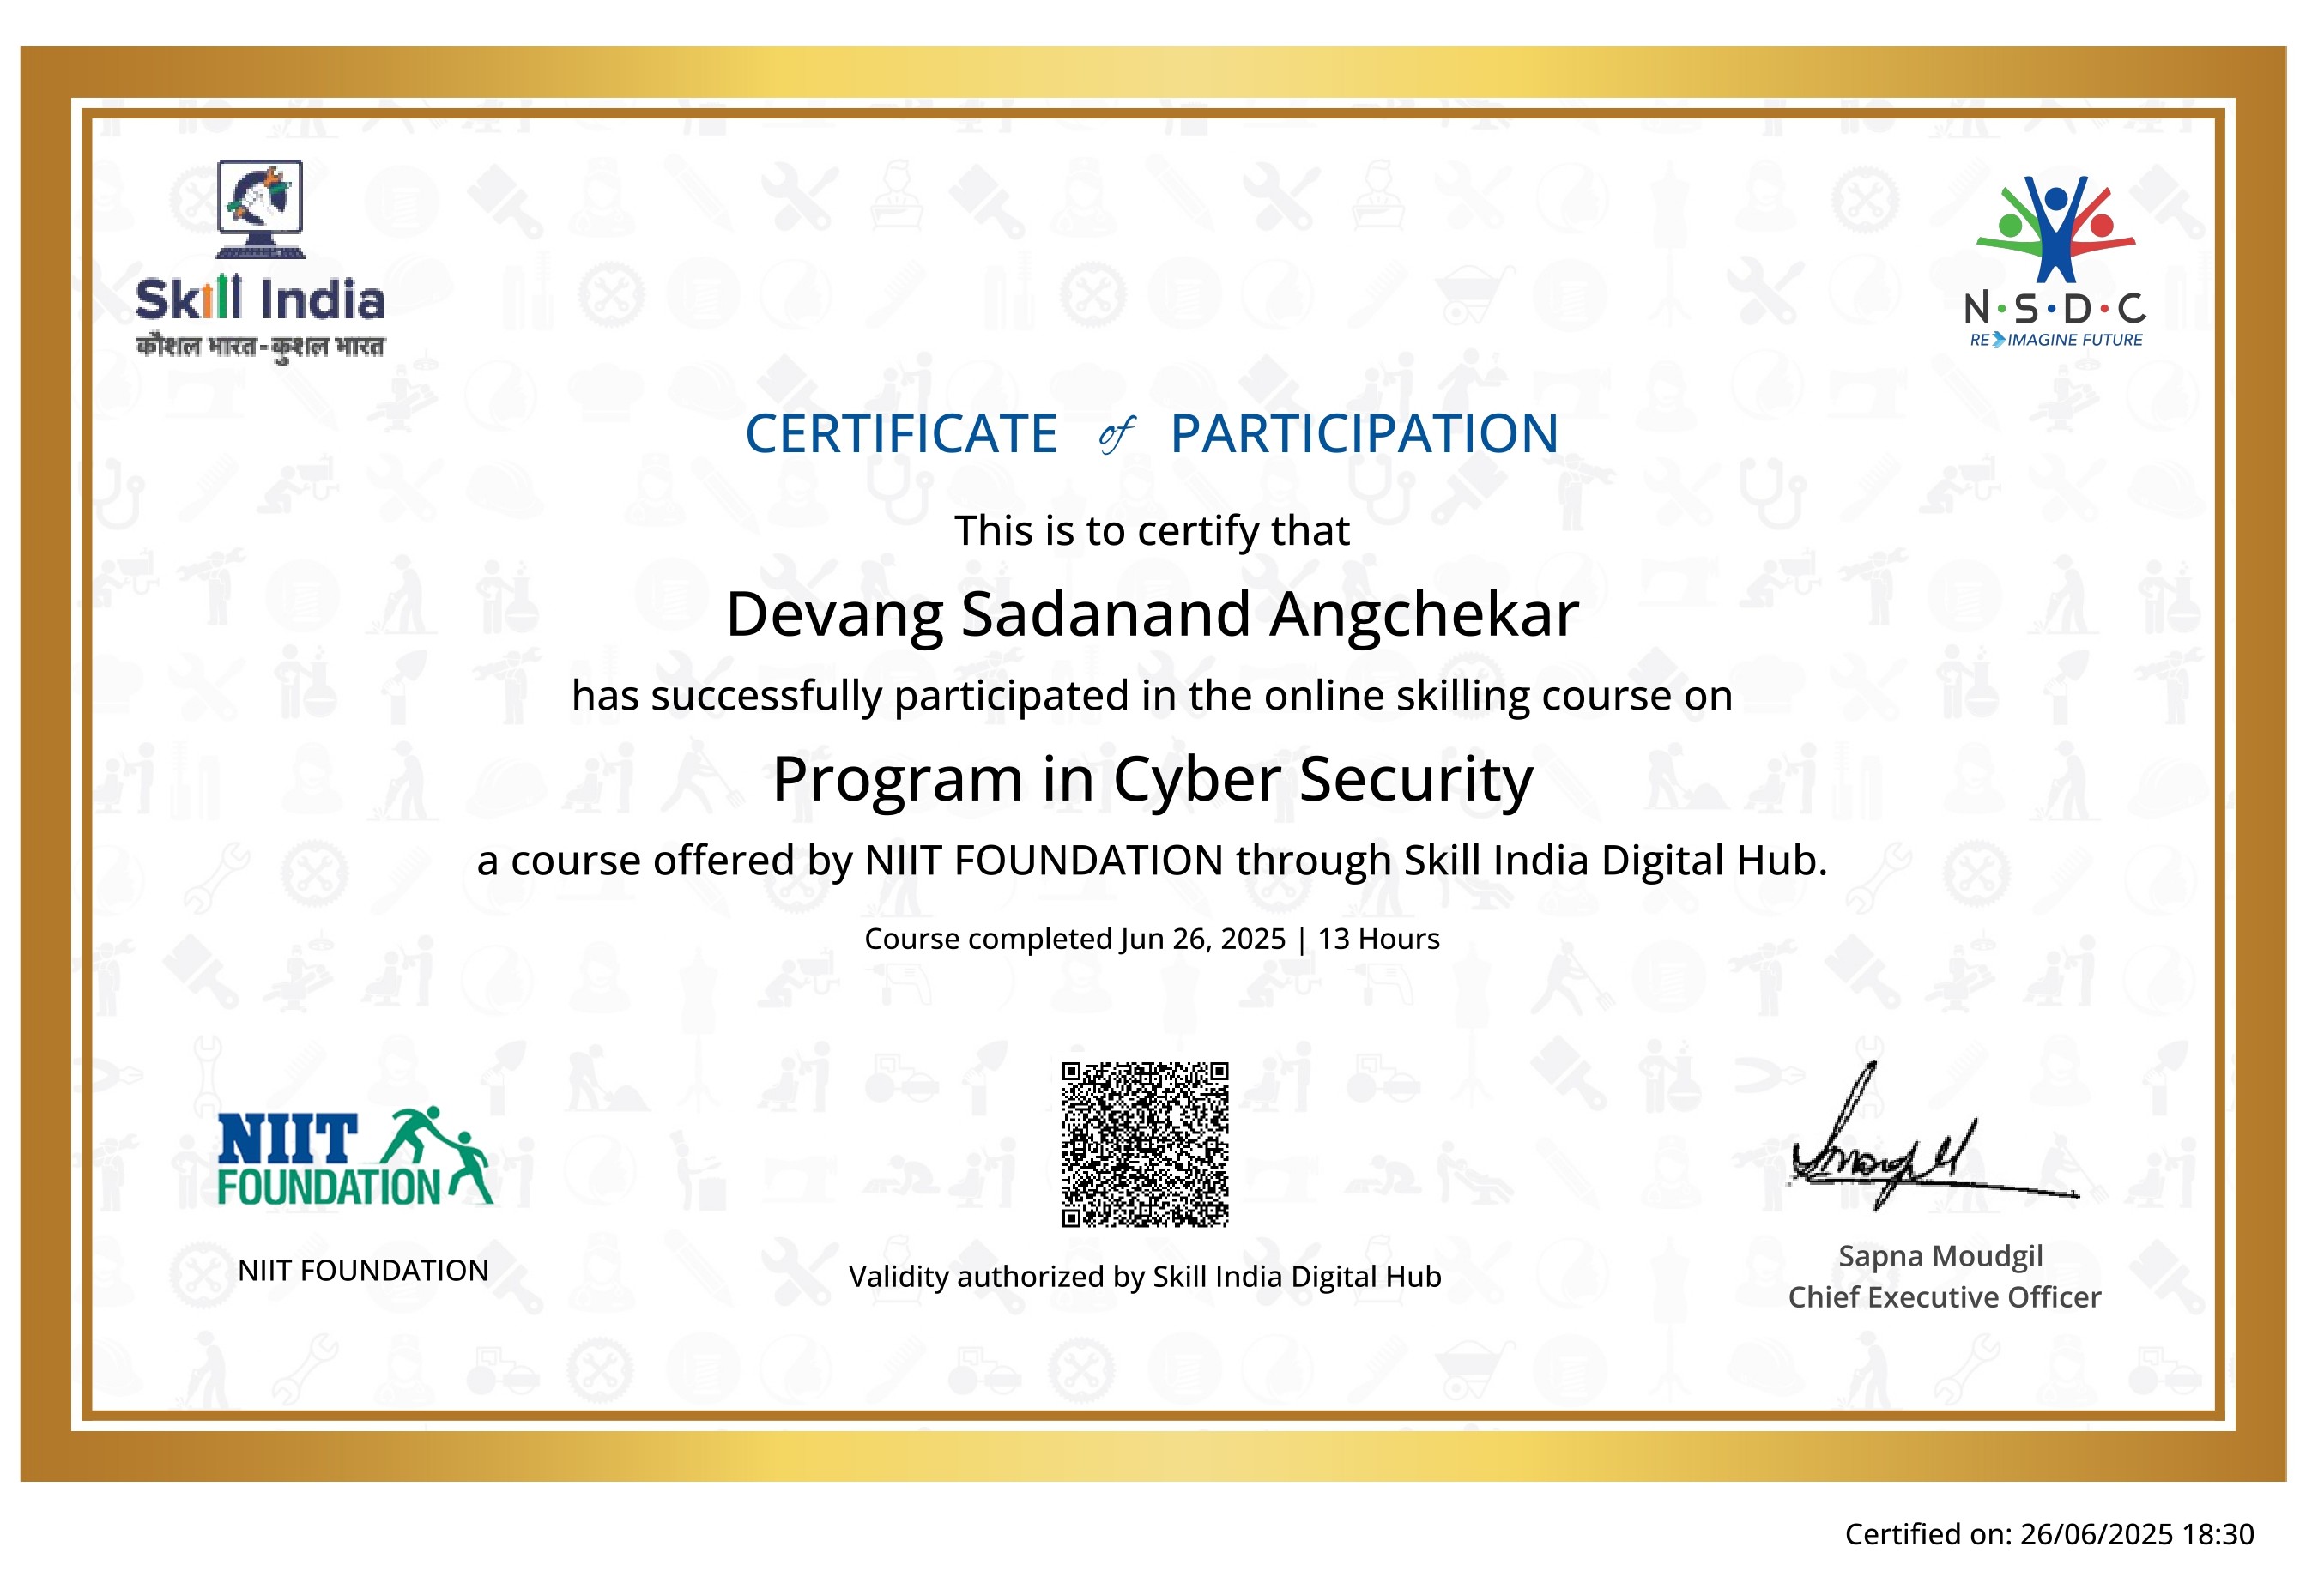 Skill India
कौशल भारत-कुशल भारत
N·S·D·C
RE IMAGINE FUTURE
CERTIFICATE of PARTICIPATION
This is to certify that
Devang Sadanand Angchekar
has successfully participated in the online skilling course on
Program in Cyber Security
a course offered by NIIT FOUNDATION through Skill India Digital Hub.
Course completed Jun 26, 2025 | 13 Hours
NIIT
FOUNDATION
NIIT FOUNDATION
Validity authorized by Skill India Digital Hub
Sapna Moudgil
Chief Executive Officer
Certified on: 26/06/2025 18:30